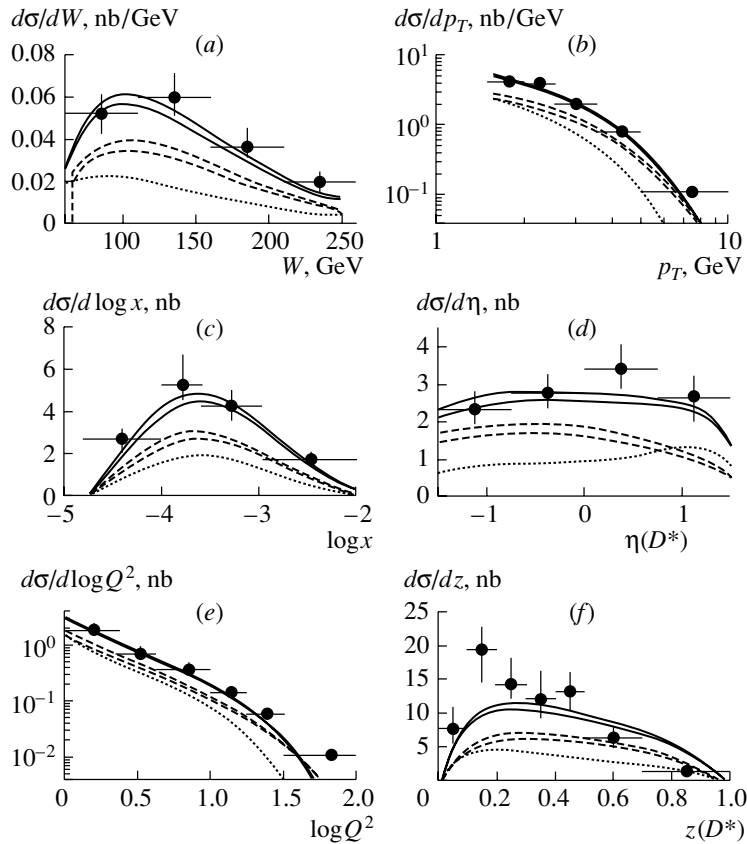 dσ/dW, nb/GeV
(a)
0.08
0.06
0.04
0.02
0
100
150
200
250
W, GeV
dσ/dp_T, nb/GeV
(b)
10^1
10^0
10^−1
1
10
p_T, GeV
dσ/d log x, nb
(c)
8
6
4
2
0
−5
−4
−3
−2
log x
dσ/dη, nb
(d)
4
3
2
1
0
−1
0
1
η(D*)
dσ/dlogQ^2, nb
(e)
10^0
10^−1
10^−2
0
0.5
1.0
1.5
2.0
logQ^2
dσ/dz, nb
(f)
25
20
15
10
5
0
0.2
0.4
0.6
0.8
1.0
z(D*)